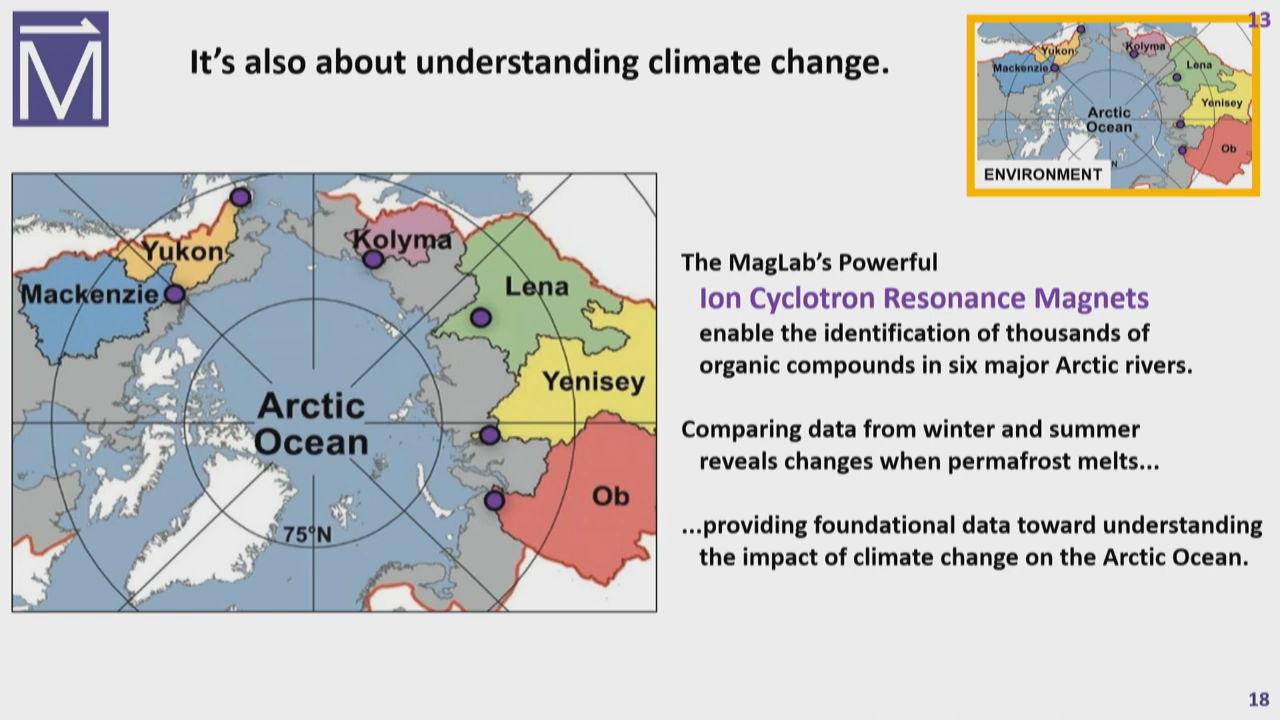 M
It's also about understanding climate change.
13
Yukon
Kolyma
Mackenzie
Lena
Yenisey
Arctic
Ocean
Ob
N
ENVIRONMENT
Yukon
Kolyma
Mackenzie
Lena
Yenisey
Arctic
Ocean
Ob
75°N
The MagLab's Powerful
Ion Cyclotron Resonance Magnets
enable the identification of thousands of
organic compounds in six major Arctic rivers.
Comparing data from winter and summer
reveals changes when permafrost melts...
...providing foundational data toward understanding
the impact of climate change on the Arctic Ocean.
18